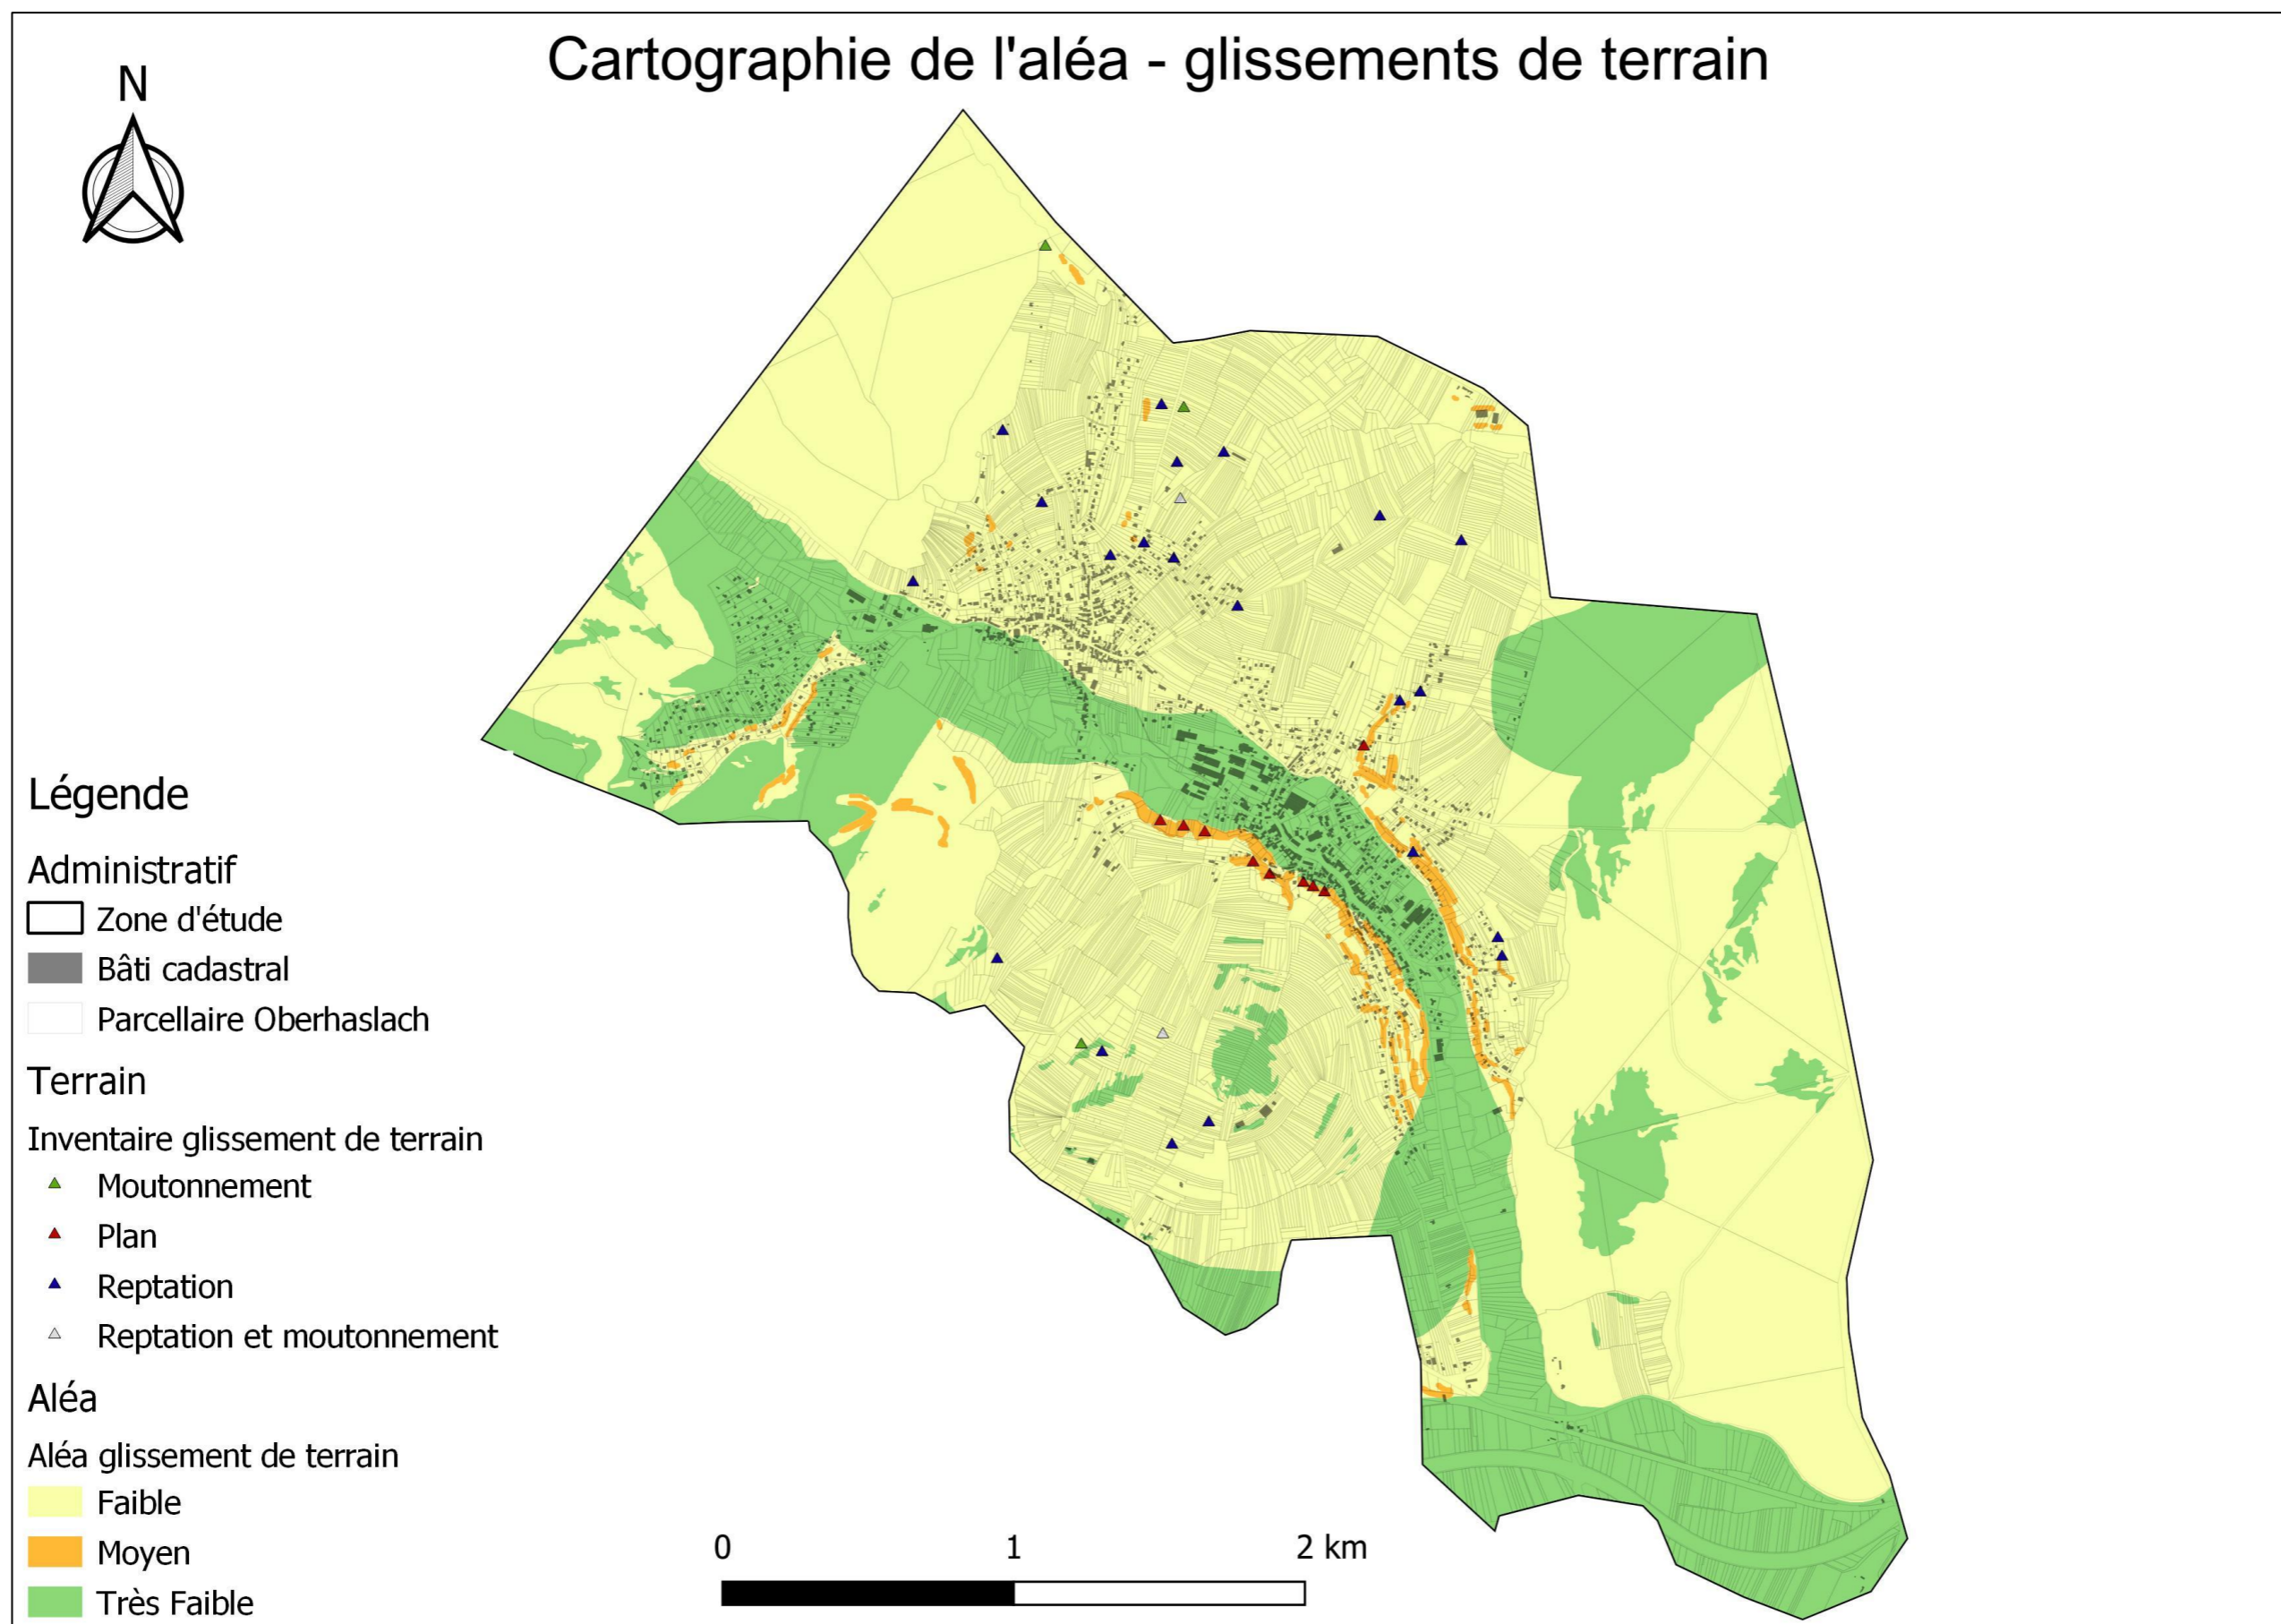 Cartographie de l'aléa - glissements de terrain
N
Légende
Administratif
Zone d'étude
Bâti cadastral
Parcellaire Oberhaslach
Terrain
Inventaire glissement de terrain
Moutonnement
Plan
Reptation
Reptation et moutonnement
Aléa
Aléa glissement de terrain
Faible
Moyen
Très Faible
0 1 2 km